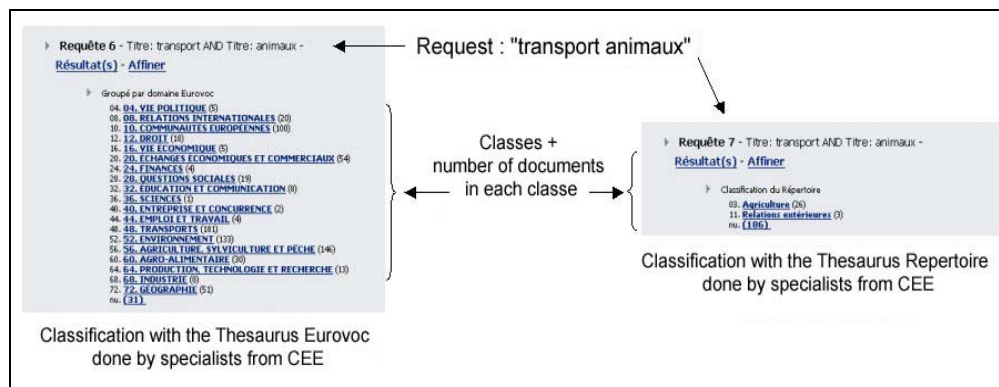 Requête 6 - Titre: transport AND Titre: animaux -
Résultat(s) - Affiner
Groupé par domaine Eurovoc
04. 04. VIE POLITIQUE (5)
08. 08. RELATIONS INTERNATIONALES (20)
10. 10. COMMUNAUTÉS EUROPÉENNES (100)
12. 12. DROIT (18)
16. 16. VIE ÉCONOMIQUE (5)
20. 20. ÉCHANGES ÉCONOMIQUES ET COMMERCIAUX (54)
24. 24. FINANCES (4)
28. 28. QUESTIONS SOCIALES (19)
32. 32. ÉDUCATION ET COMMUNICATION (8)
36. 36. SCIENCES (1)
40. 40. ENTREPRISE ET CONCURRENCE (2)
44. 44. EMPLOI ET TRAVAIL (4)
48. 48. TRANSPORTS (181)
52. 52. ENVIRONNEMENT (133)
56. 56. AGRICULTURE, SYLVICULTURE ET PÊCHE (146)
60. 60. AGRO-ALIMENTAIRE (30)
64. 64. PRODUCTION, TECHNOLOGIE ET RECHERCHE (13)
68. 68. INDUSTRIE (8)
72. 72. GÉOGRAPHIE (51)
nu. (31)
Classification with the Thesaurus Eurovoc
done by specialists from CEE
Request : "transport animaux"
Classes +
number of documents
in each classe
Requête 7 - Titre: transport AND Titre: animaux -
Résultat(s) - Affiner
Classification du Répertoire
03. Agriculture (26)
11. Relations extérieures (3)
nu. (186)
Classification with the Thesaurus Repertoire
done by specialists from CEE